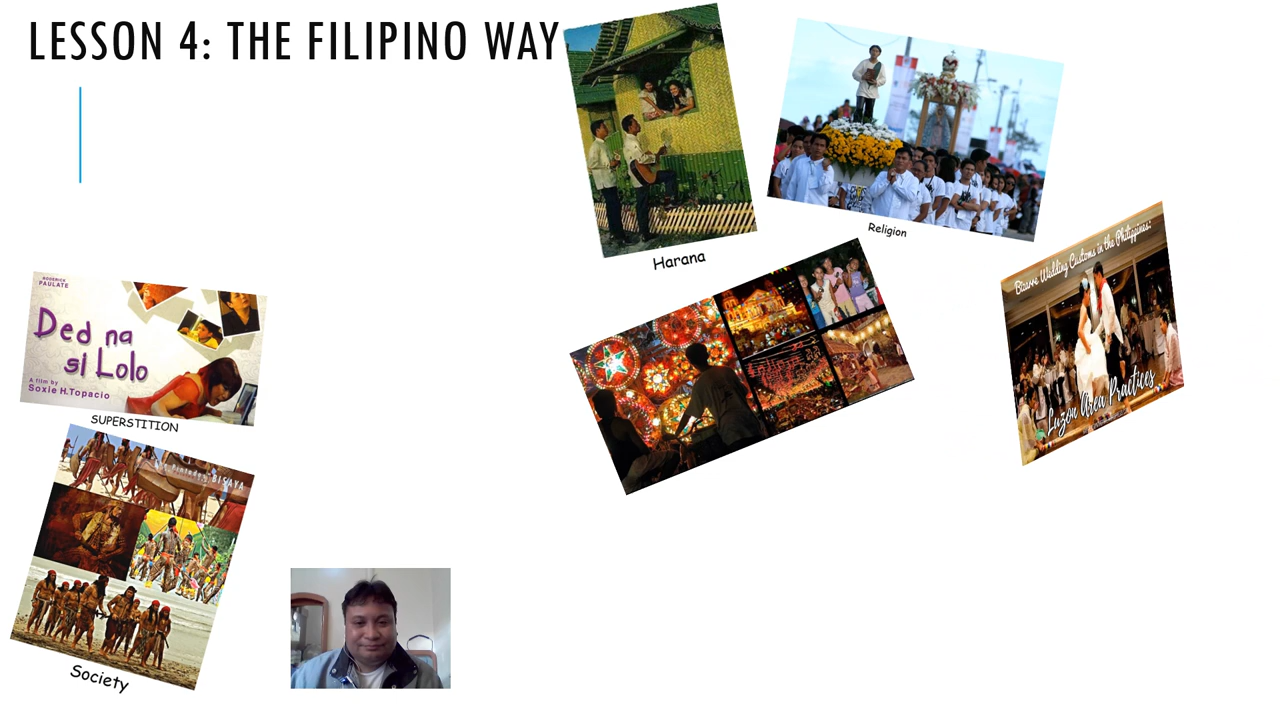 LESSON 4: THE FILIPINO WAY
Harana
Religion
Bizarre Wedding Customs in the Philippines:
Luzon Area Practices
RODERICK
PAULATE
Ded na
si Lolo
A film by
Soxie H. Topacio
SUPERSTITION
BISAYA
Society